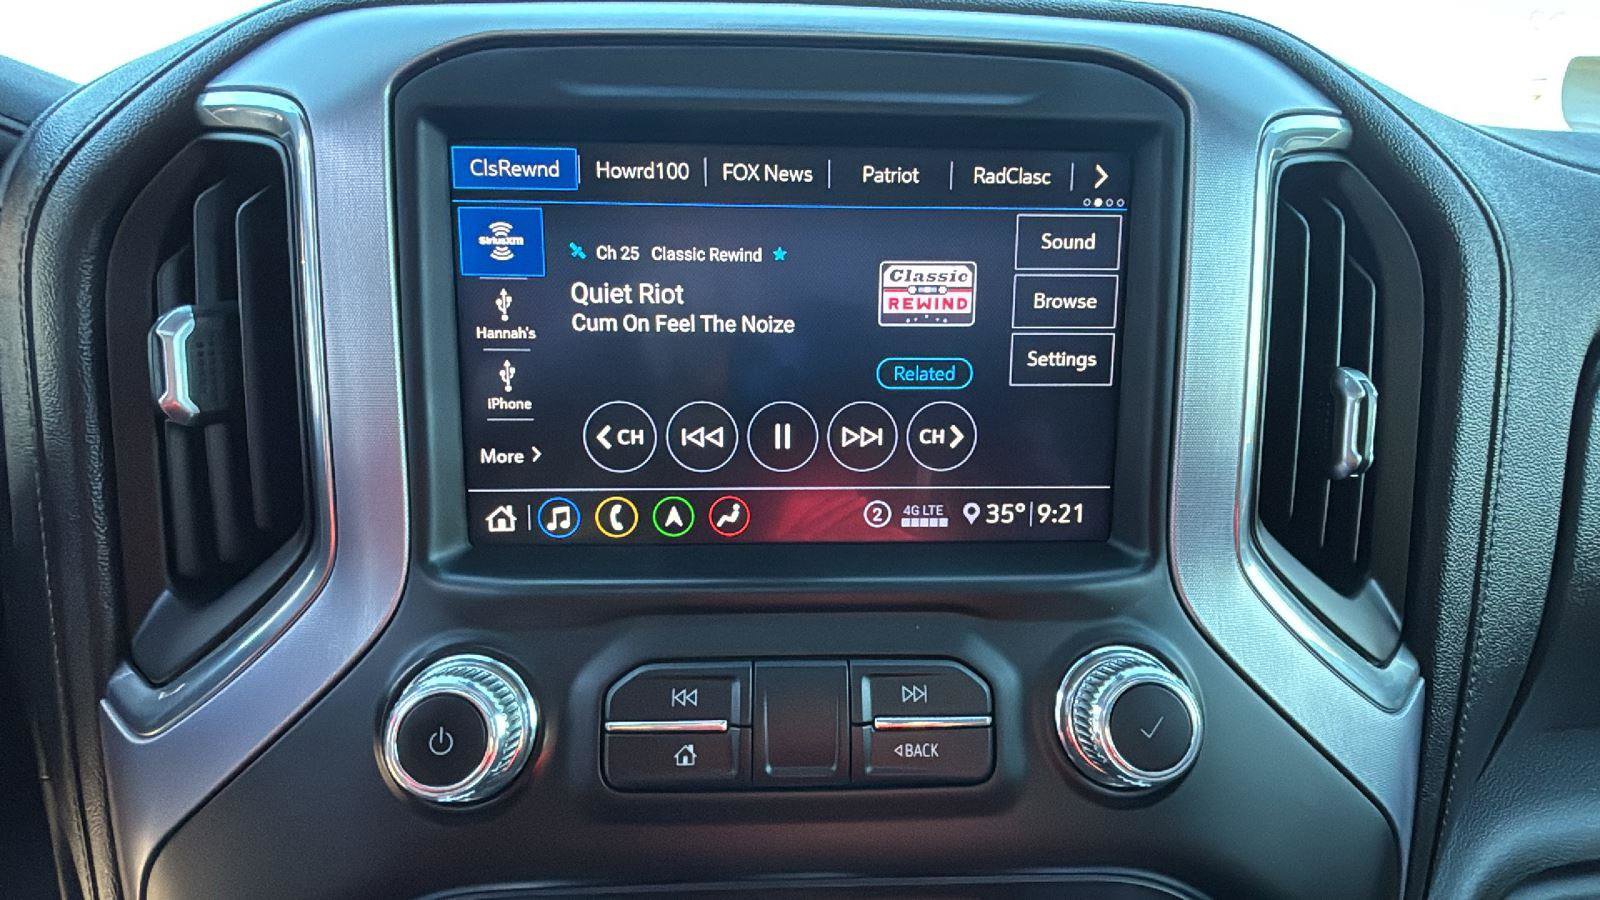 ClsRewnd Howrd100 FOX News Patriot RadClasc
SiriusXM
Ch 25 Classic Rewind
Quiet Riot
Cum On Feel The Noize
Classic
REWIND
Sound
Browse
Settings
Hannah's
iPhone
More
Related
CH CH
2 4G LTE 35° 9:21
BACK